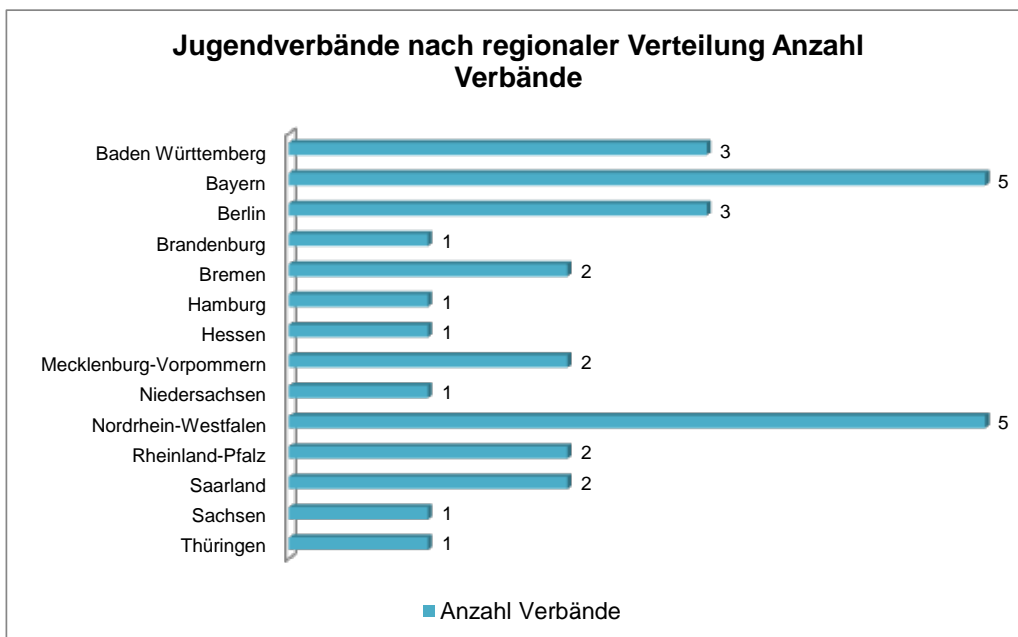 Jugendverbände nach regionaler Verteilung Anzahl
Verbände
Baden Württemberg 3
Bayern 5
Berlin 3
Brandenburg 1
Bremen 2
Hamburg 1
Hessen 1
Mecklenburg-Vorpommern 2
Niedersachsen 1
Nordrhein-Westfalen 5
Rheinland-Pfalz 2
Saarland 2
Sachsen 1
Thüringen 1
Anzahl Verbände